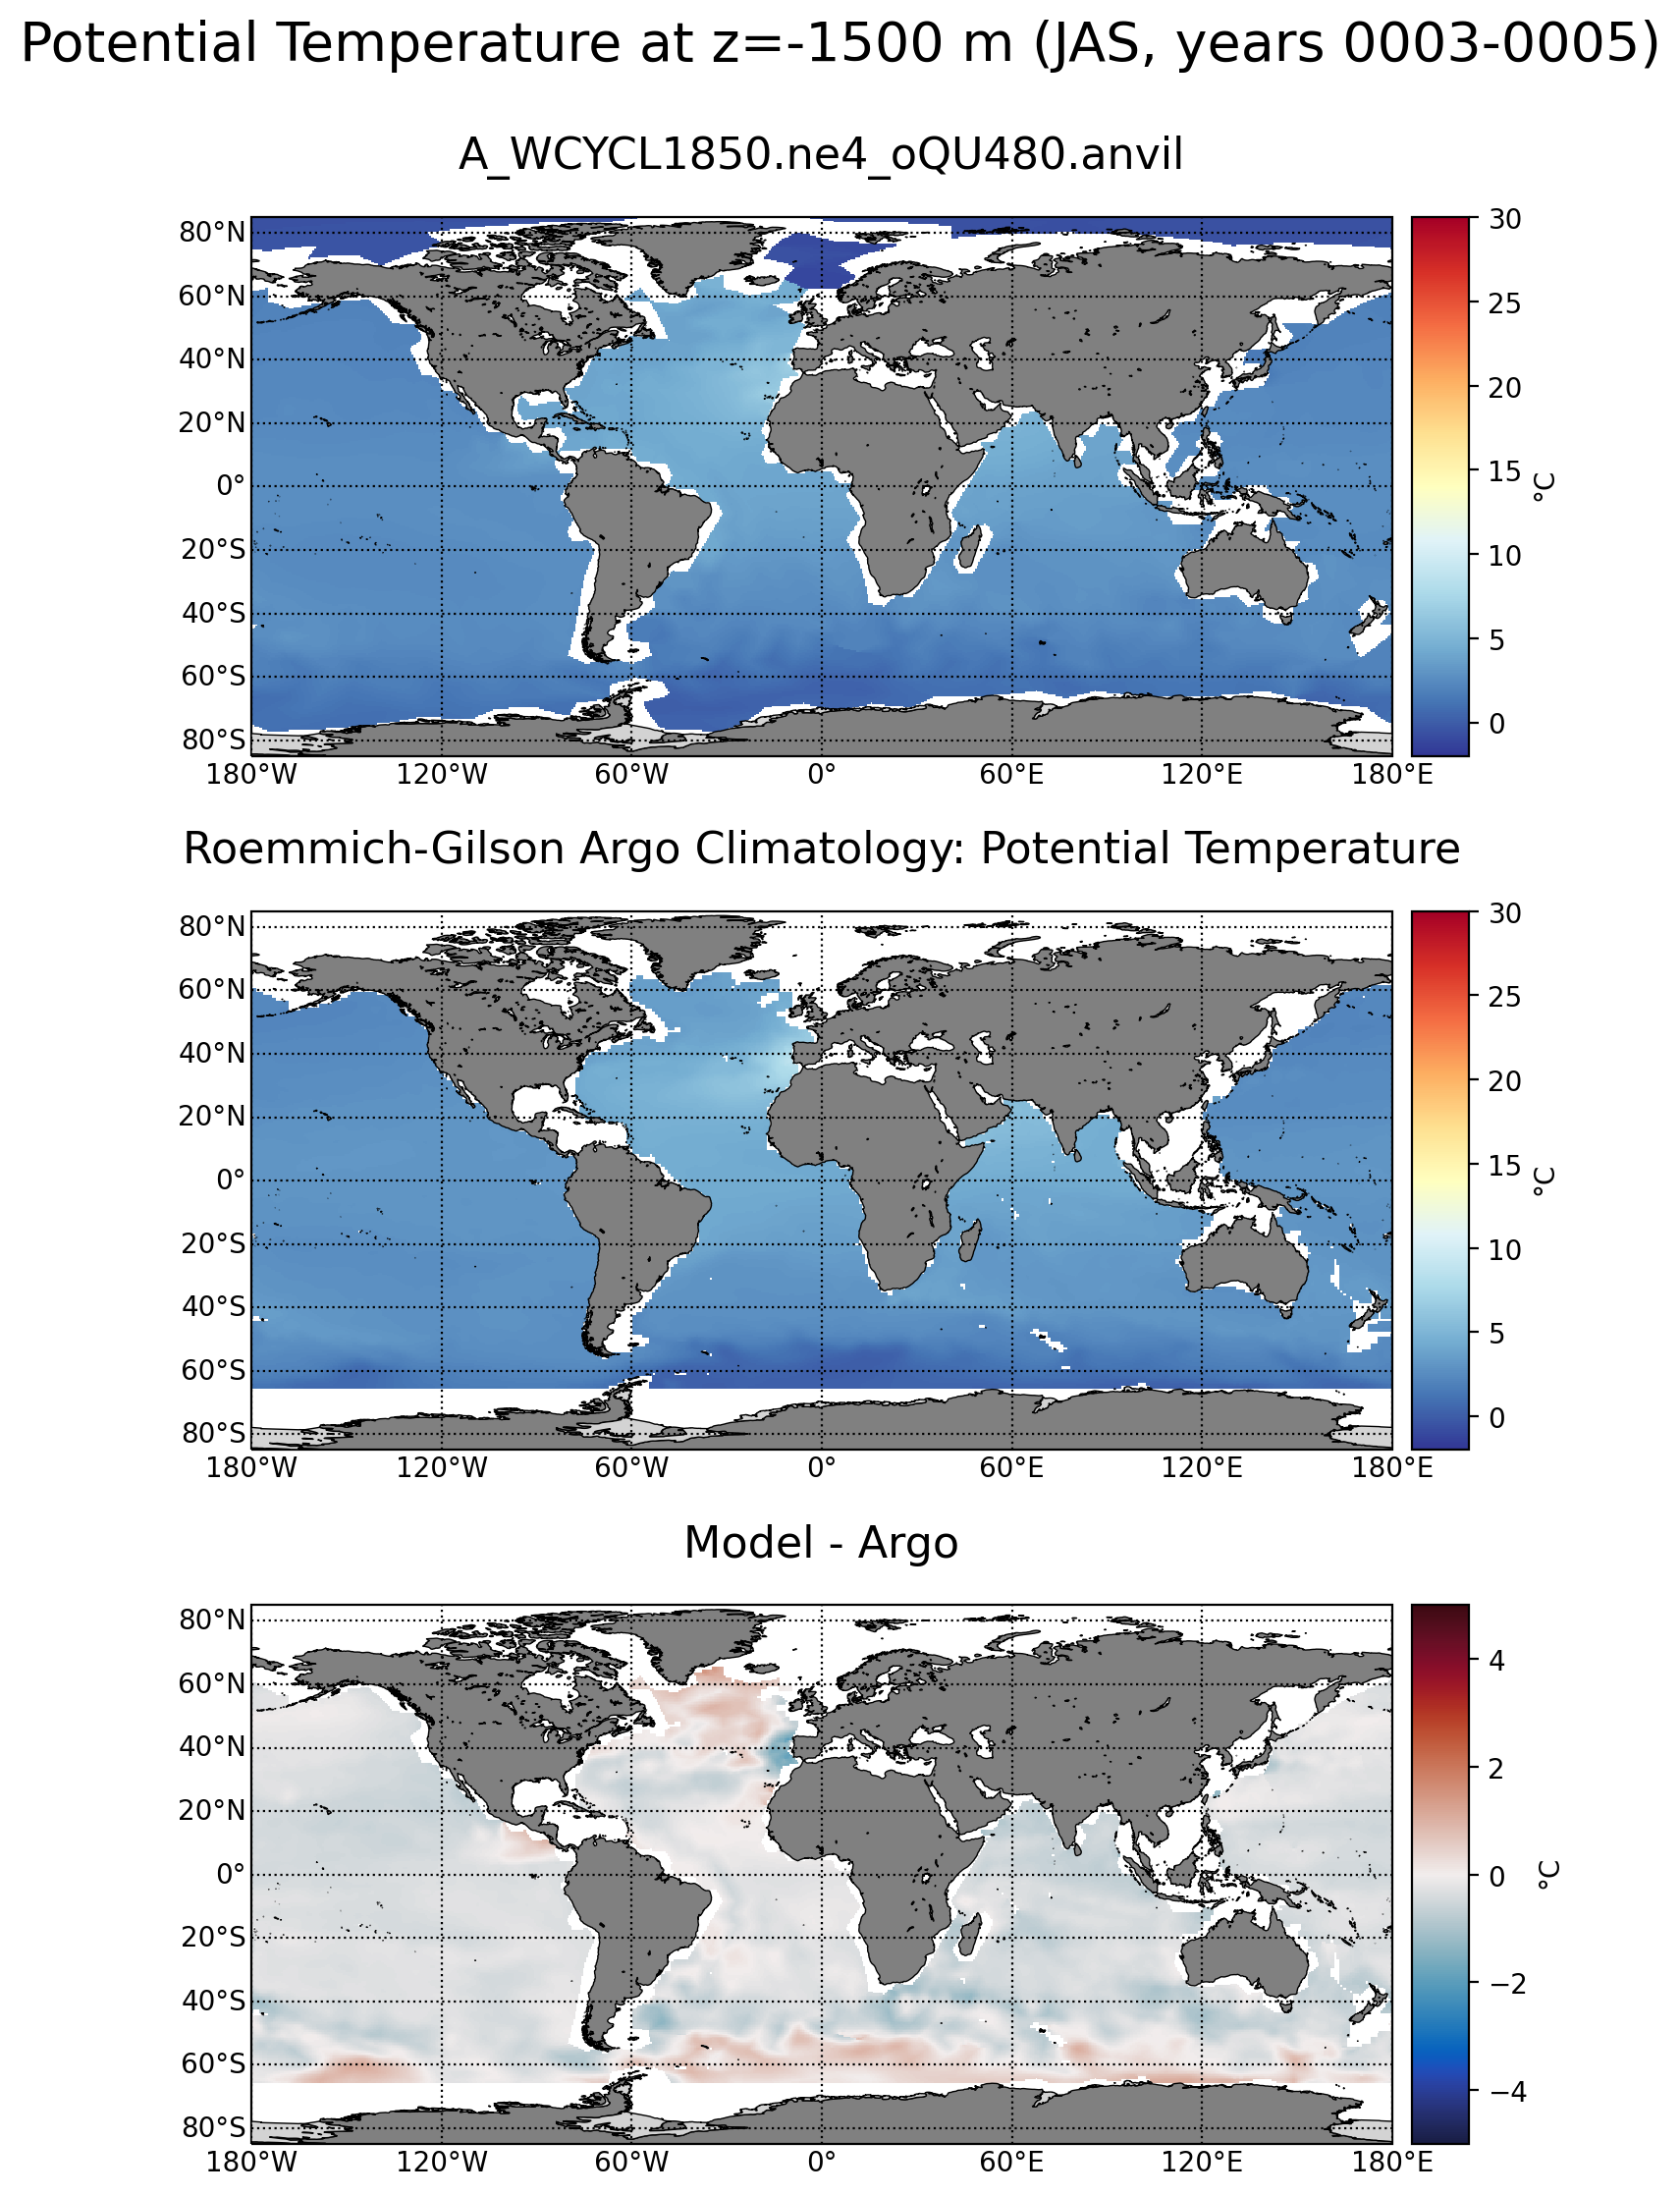 Potential Temperature at z=-1500 m (JAS, years 0003-0005)
A_WCYCL1850.ne4_oQU480.anvil
80°N
60°N
40°N
20°N
0°
20°S
40°S
60°S
80°S
180°W 120°W 60°W 0° 60°E 120°E 180°E
30
25
20
15
10
5
0
°C
Roemmich-Gilson Argo Climatology: Potential Temperature
80°N
60°N
40°N
20°N
0°
20°S
40°S
60°S
80°S
180°W 120°W 60°W 0° 60°E 120°E 180°E
30
25
20
15
10
5
0
°C
Model - Argo
80°N
60°N
40°N
20°N
0°
20°S
40°S
60°S
80°S
180°W 120°W 60°W 0° 60°E 120°E 180°E
4
2
0
−2
−4
°C